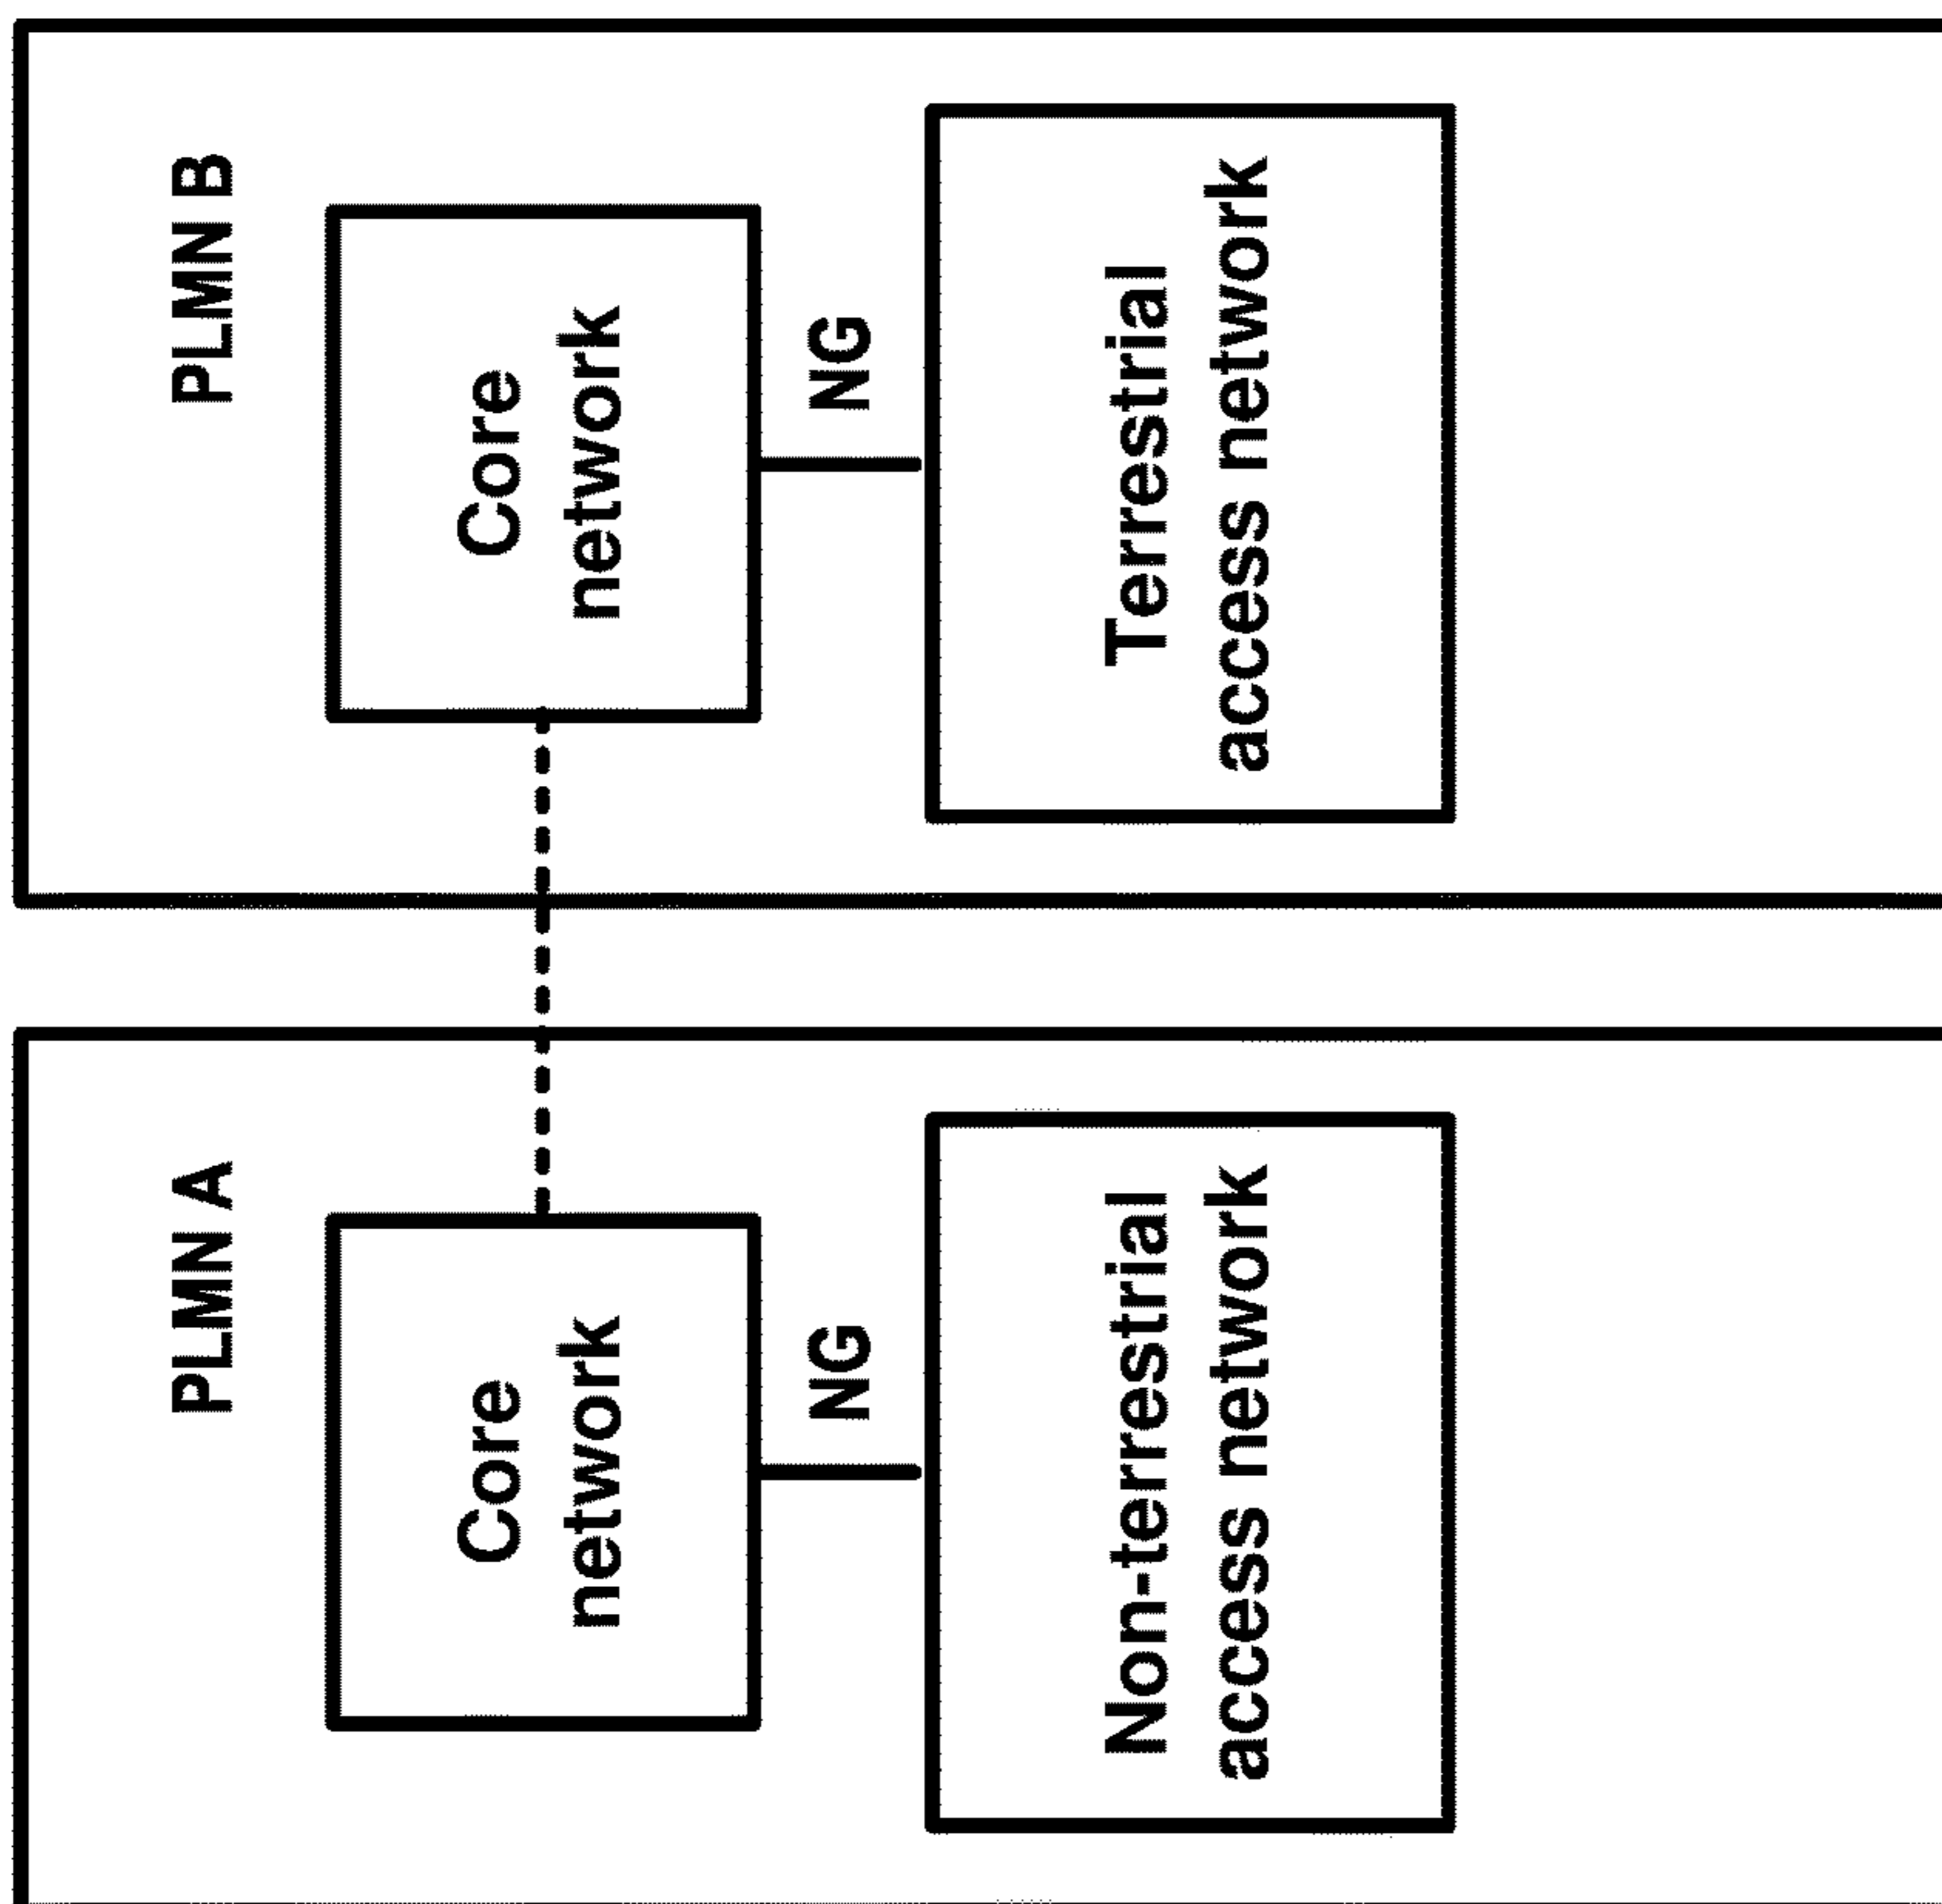 PLMN A
Core
network
NG
Non-terrestrial
access network
PLMN B
Core
network
NG
Terrestrial
access network